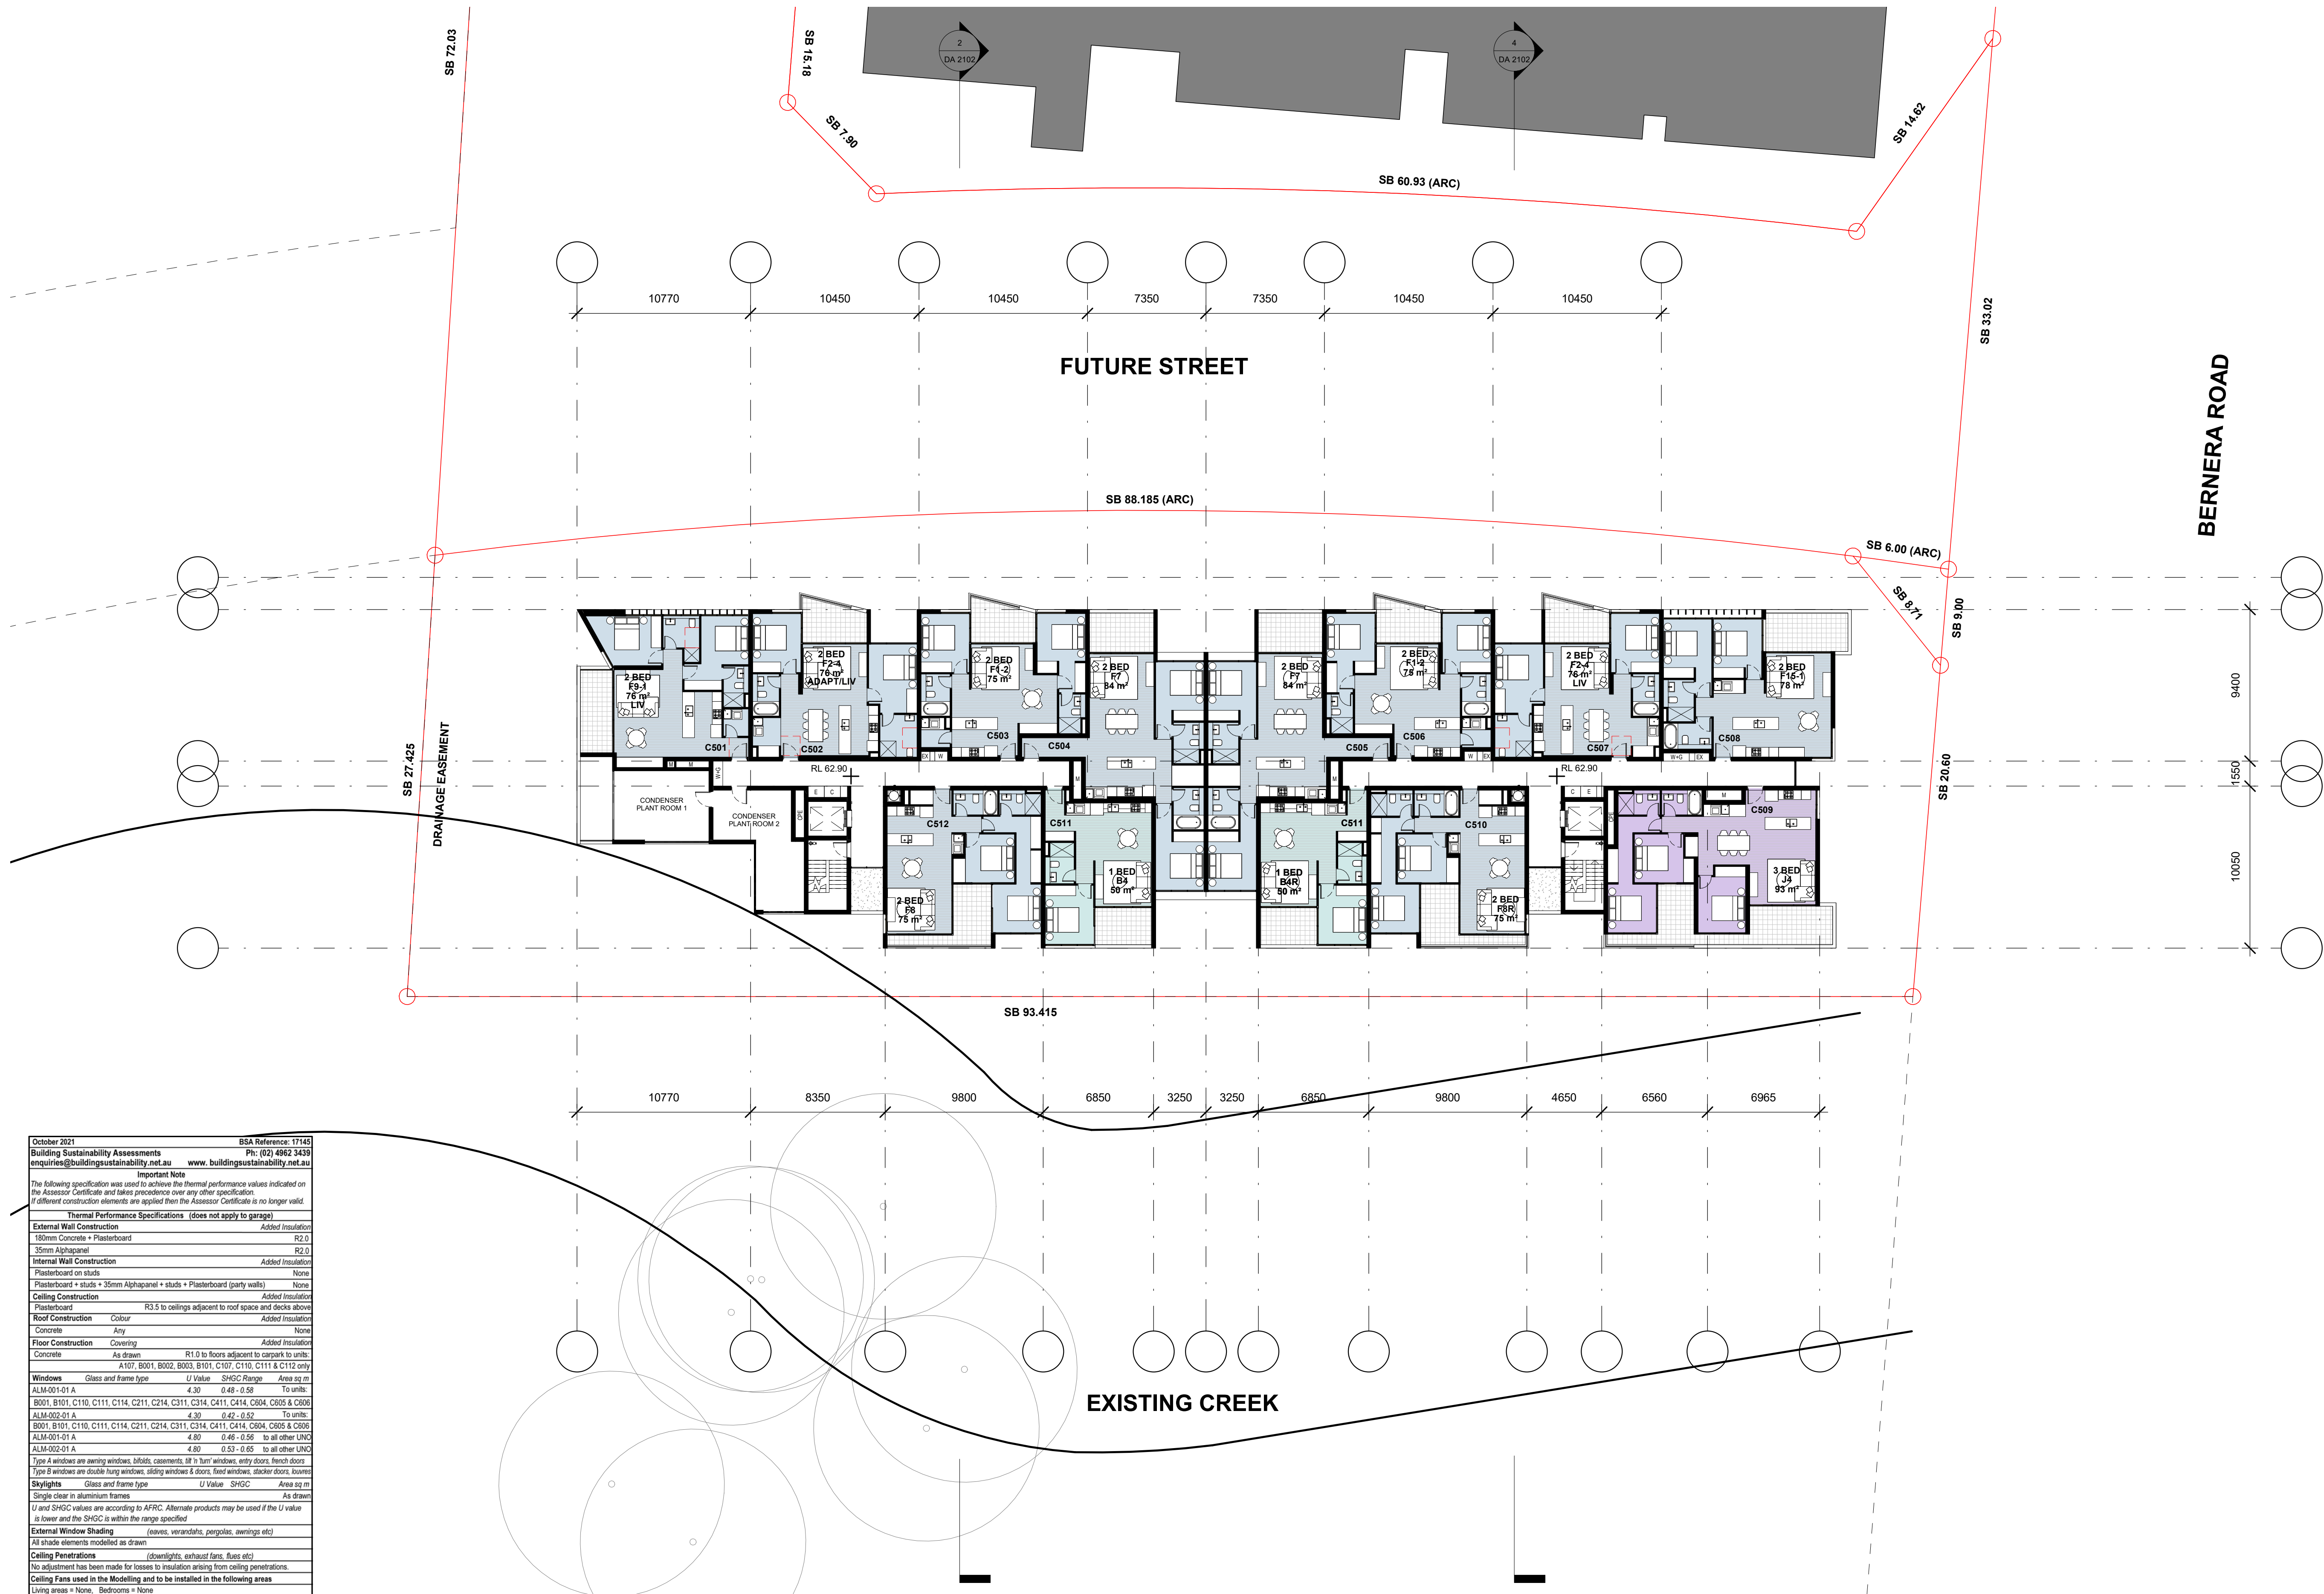 SB 72.03
SB 15.18
2
DA 2102
4
DA 2102
SB 7.90
SB 14.62
SB 60.93 (ARC)
10770
10450
10450
7350
7350
10450
10450
SB 33.02
FUTURE STREET
BERNERA ROAD
SB 88.185 (ARC)
SB 6.00 (ARC)
SB 8.71
SB 9.00
2 BED
F9-1
76 m²
LIV
C501
2 BED
F2-4
76 m²
ADAPT/LIV
C502
2 BED
F1-2
75 m²
C503
2 BED
F7
84 m²
C504
2 BED
F7
84 m²
C505
2 BED
F1-2
75 m²
C506
2 BED
F2-4
76 m²
LIV
C507
2 BED
F15-1
78 m²
C508
9400
1550
10050
SB 27.425
DRAINAGE EASEMENT
SB 20.60
M
M
W+G
EX
W
M
M
W
EX
W+G
EX
RL 62.90
RL 62.90
CONDENSER
PLANT ROOM 1
CONDENSER
PLANT ROOM 2
CPE
E
C
C
E
CPE
M
C512
2 BED
F8
75 m²
C511
1 BED
B4
50 m²
C511
1 BED
B4R
50 m²
C510
2 BED
F8R
75 m²
C509
3 BED
J4
93 m²
SB 93.415
10770
8350
9800
6850
3250
3250
6850
9800
4650
6560
6965
EXISTING CREEK
October 2021 BSA Reference: 17145
Building Sustainability Assessments Ph: (02) 4962 3439
enquiries@buildingsustainability.net.au www. buildingsustainability.net.au
Important Note
The following specification was used to achieve the thermal performance values indicated on
the Assessor Certificate and takes precedence over any other specification.
If different construction elements are applied then the Assessor Certificate is no longer valid.
Thermal Performance Specifications (does not apply to garage)
External Wall Construction Added Insulation
180mm Concrete + Plasterboard R2.0
35mm Alphapanel R2.0
Internal Wall Construction Added Insulation
Plasterboard on studs None
Plasterboard + studs + 35mm Alphapanel + studs + Plasterboard (party walls) None
Ceiling Construction Added Insulation
Plasterboard R3.5 to ceilings adjacent to roof space and decks above
Roof Construction Colour Added Insulation
Concrete Any None
Floor Construction Covering Added Insulation
Concrete As drawn R1.0 to floors adjacent to carpark to units:
A107, B001, B002, B003, B101, C107, C110, C111 & C112 only
Windows Glass and frame type U Value SHGC Range Area sq m
ALM-001-01 A 4.30 0.48 - 0.58 To units:
B001, B101, C110, C111, C114, C211, C214, C311, C314, C411, C414, C604, C605 & C606
ALM-002-01 A 4.30 0.42 - 0.52 To units:
B001, B101, C110, C111, C114, C211, C214, C311, C314, C411, C414, C604, C605 & C606
ALM-001-01 A 4.80 0.46 - 0.56 to all other UNO
ALM-002-01 A 4.80 0.53 - 0.65 to all other UNO
Type A windows are awning windows, bifolds, casements, tilt 'n 'turn' windows, entry doors, french doors
Type B windows are double hung windows, sliding windows & doors, fixed windows, stacker doors, louvres
Skylights Glass and frame type U Value SHGC Area sq m
Single clear in aluminium frames As drawn
U and SHGC values are according to AFRC. Alternate products may be used if the U value
is lower and the SHGC is within the range specified
External Window Shading (eaves, verandahs, pergolas, awnings etc)
All shade elements modelled as drawn
Ceiling Penetrations (downlights, exhaust fans, flues etc)
No adjustment has been made for losses to insulation arising from ceiling penetrations.
Ceiling Fans used in the Modelling and to be installed in the following areas
Living areas = None, Bedrooms = None